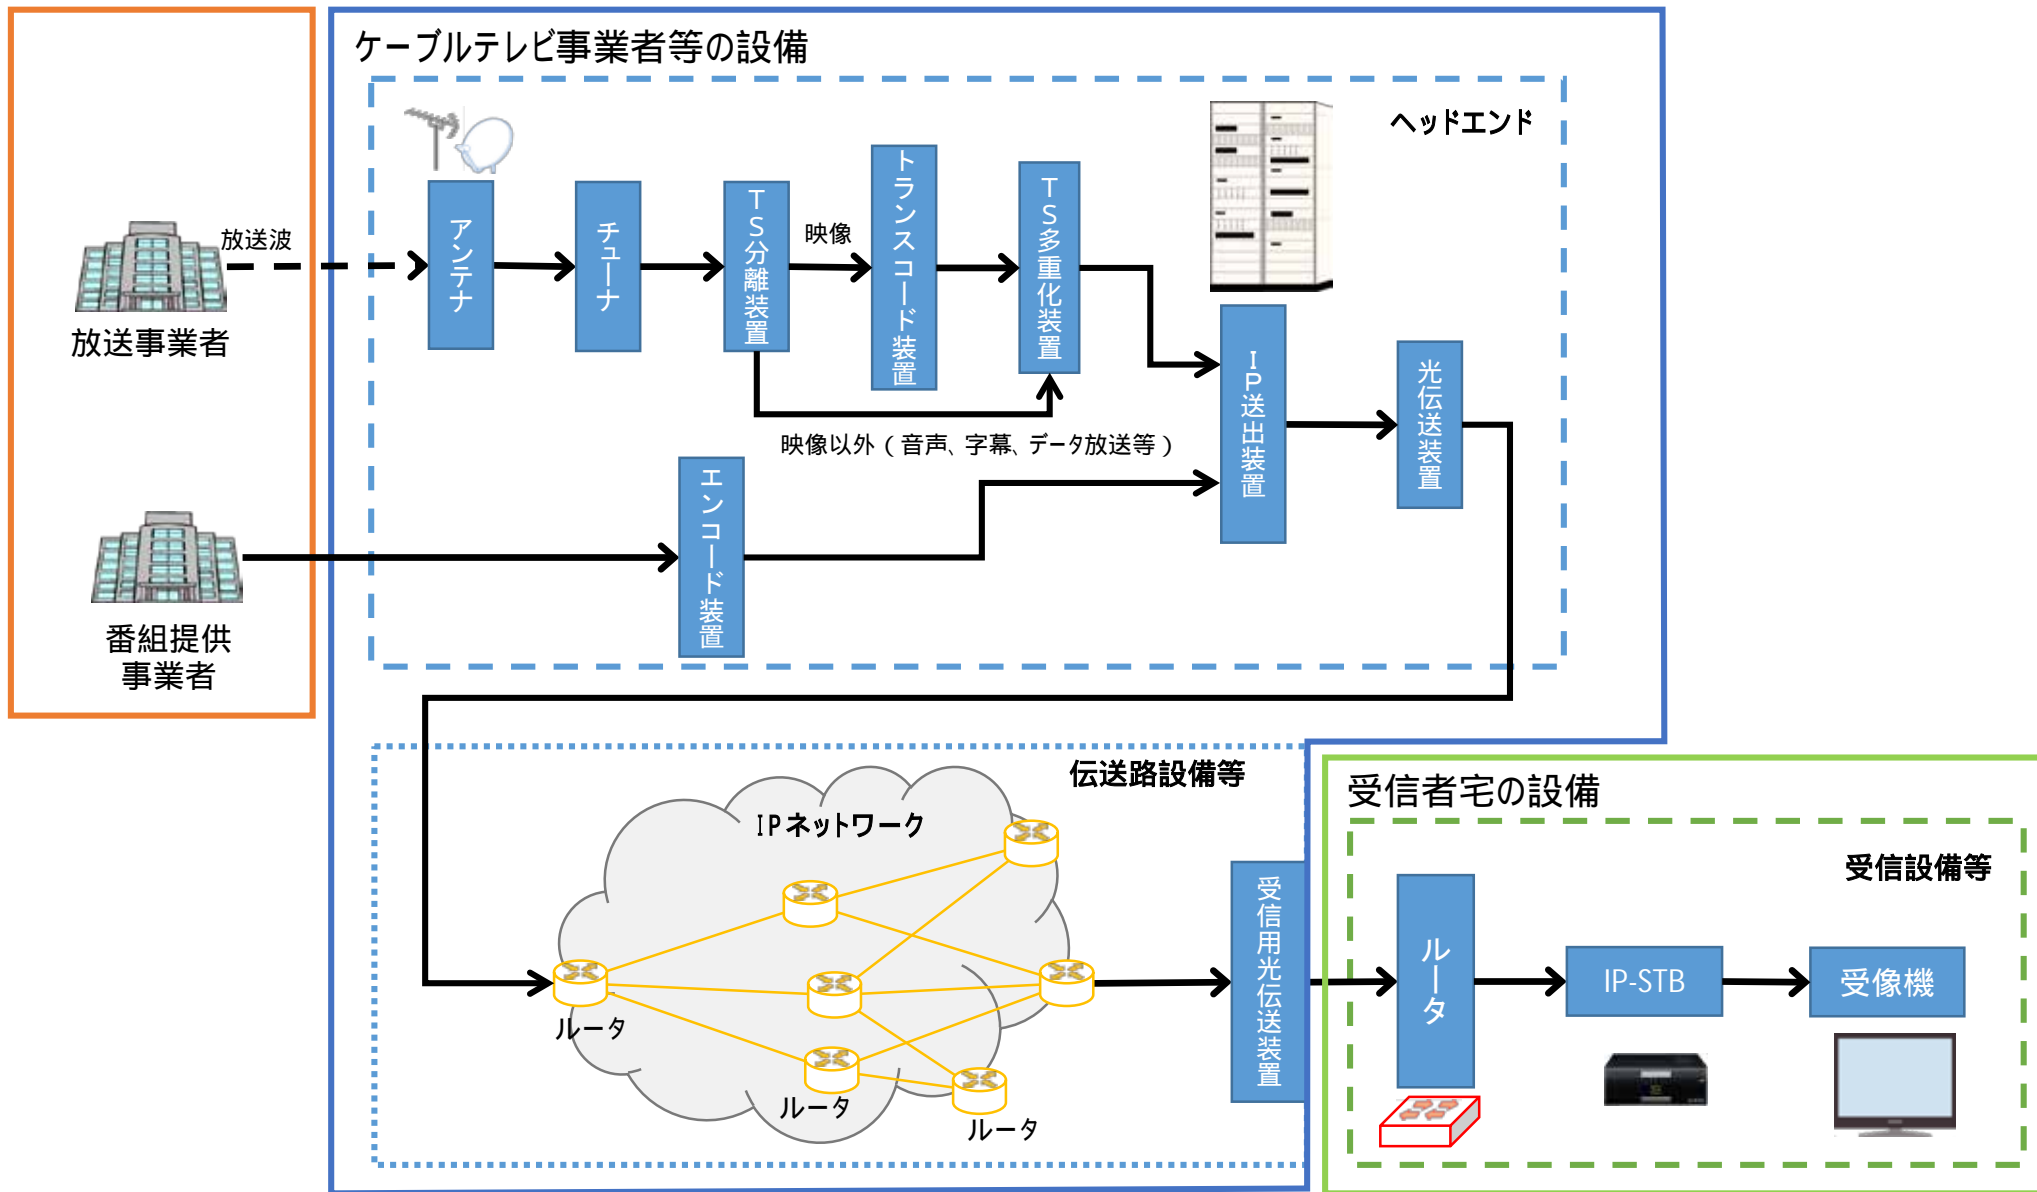 ケーブルテレビ事業者等の設備
ヘッドエンド
放送波
放送事業者
アンテナ
チューナ
TS分離装置
映像
トランスコード装置
TS多重化装置
IP送出装置
光伝送装置
映像以外（音声、字幕、データ放送等）
エンコード装置
番組提供
事業者
伝送路設備等
IPネットワーク
ルータ
ルータ
ルータ
受信用光伝送装置
受信者宅の設備
受信設備等
ルータ
IP-STB
受像機